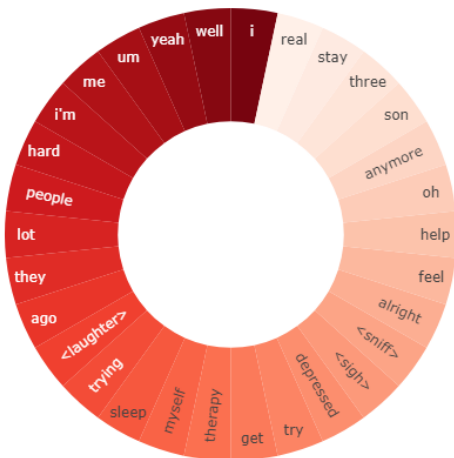 i
real
stay
three
son
anymore
oh
help
feel
alright
<sniff>
<sigh>
depressed
try
get
therapy
myself
sleep
trying
<laughter>
ago
they
lot
people
hard
i'm
me
um
yeah
well